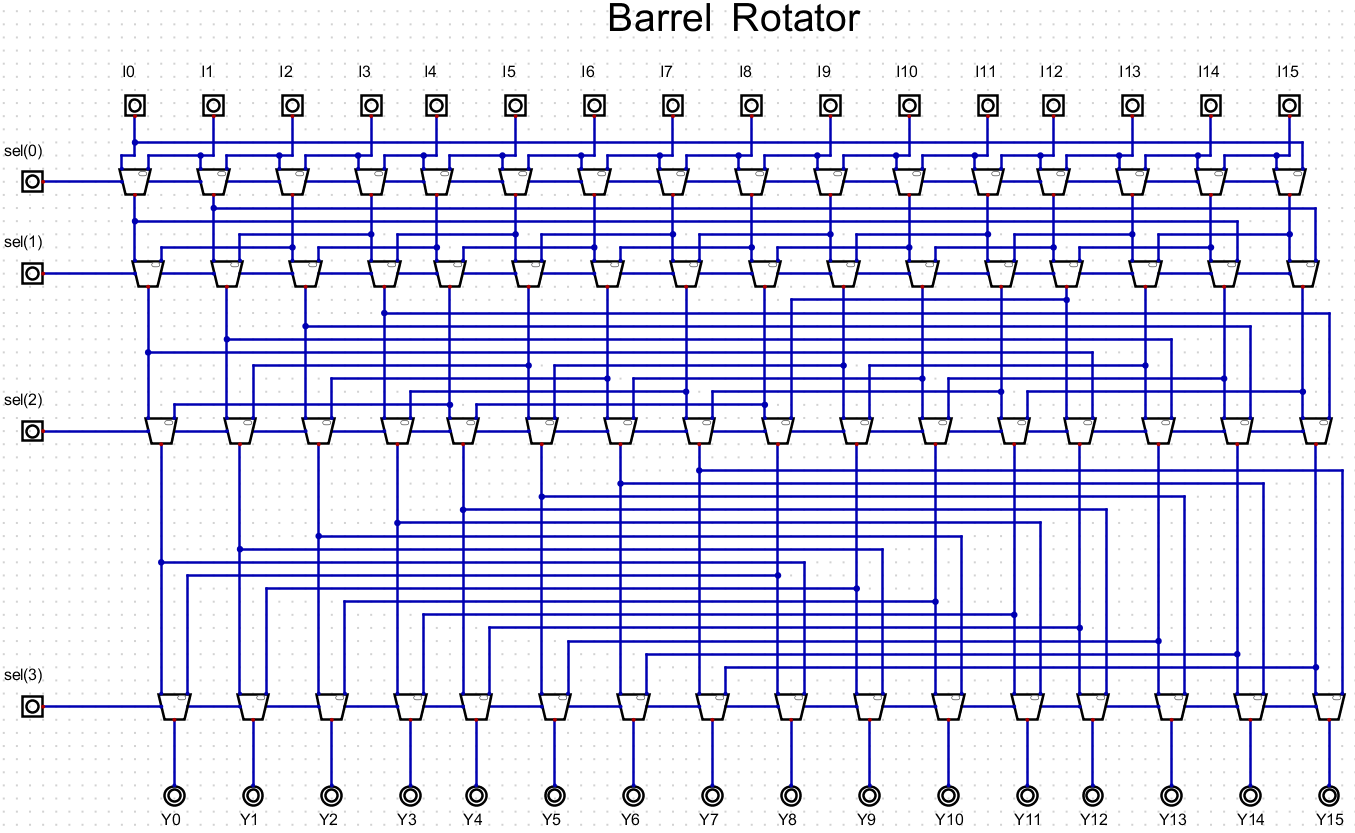 Barrel Rotator
I0 I1 I2 I3 I4 I5 I6 I7 I8 I9 I10 I11 I12 I13 I14 I15
sel(0)
sel(1)
sel(2)
sel(3)
Y0 Y1 Y2 Y3 Y4 Y5 Y6 Y7 Y8 Y9 Y10 Y11 Y12 Y13 Y14 Y15